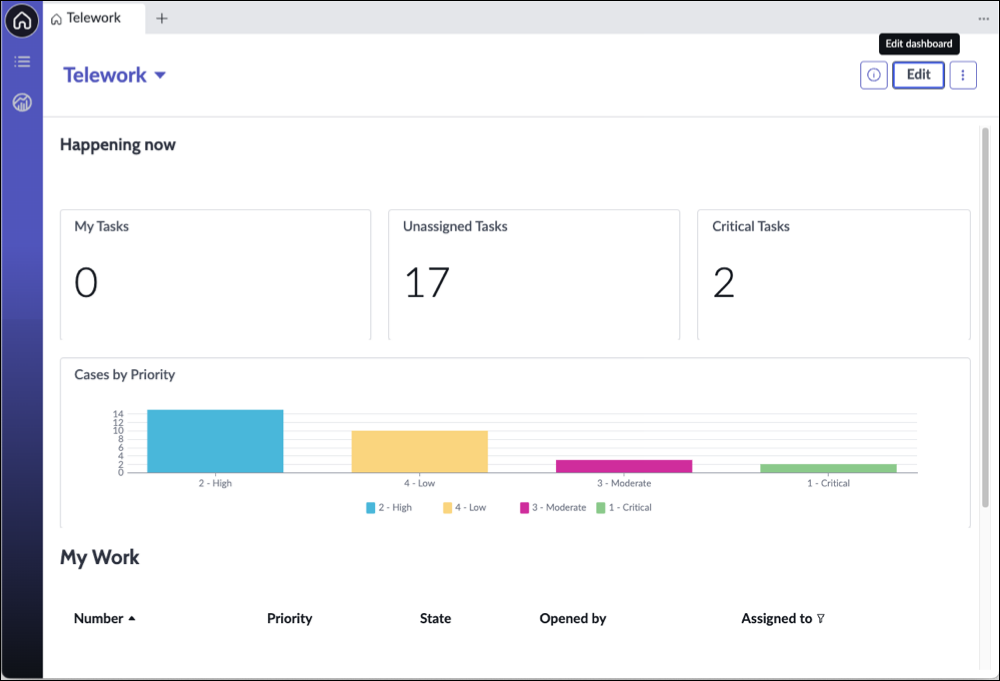 Telework
Edit dashboard
Telework
Edit
Happening now
My Tasks
0
Unassigned Tasks
17
Critical Tasks
2
Cases by Priority
14
12
10
8
6
4
2
0
2 - High
4 - Low
3 - Moderate
1 - Critical
2 - High 4 - Low 3 - Moderate 1 - Critical
My Work
Number Priority State Opened by Assigned to